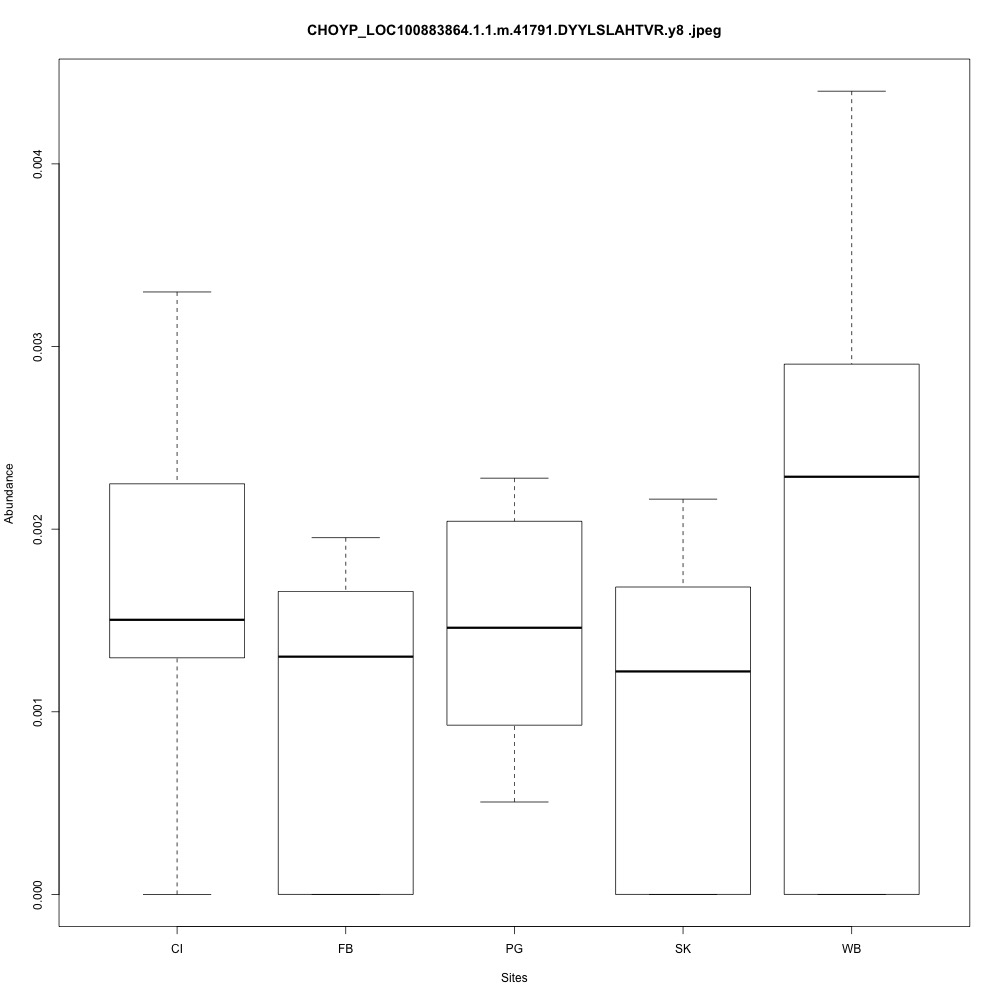 CHOYP_LOC100883864.1.1.m.41791.DYYLSLAHTVR.y8 .jpeg
Abundance
0.004
0.003
0.002
0.001
0.000
CI FB PG SK WB
Sites